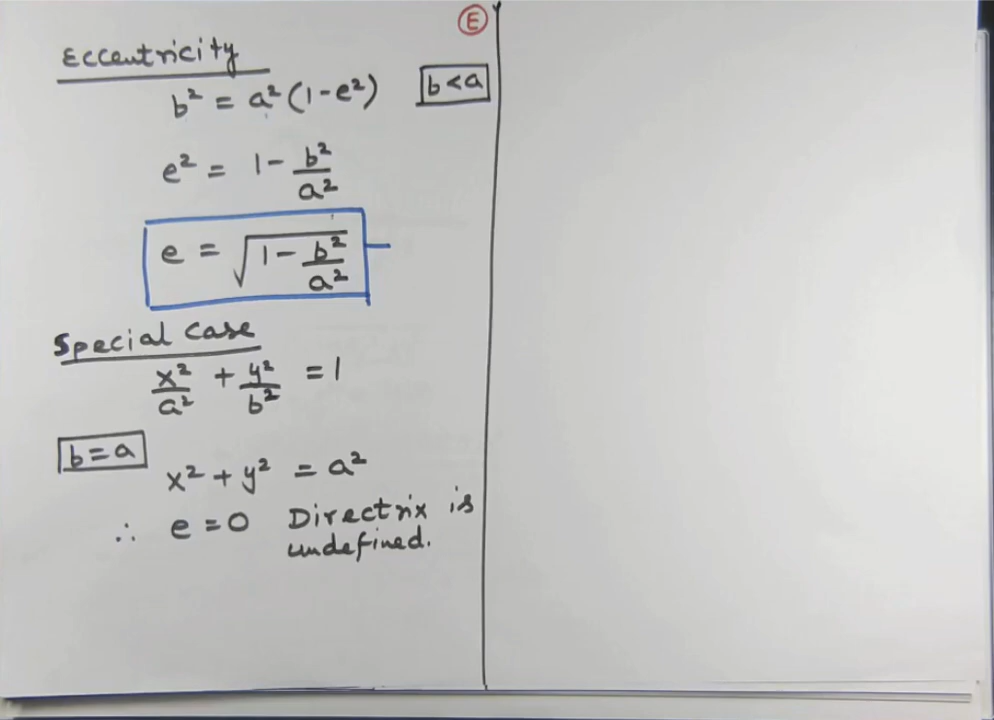 E
Eccentricity
b² = a² (1-e²) b<a
e² = 1 - b²/a²
e = √(1 - b²/a²)
Special Case
x²/a² + y²/b² = 1
b=a
x² + y² = a²
∴ e = 0 Directrix is
undefined.